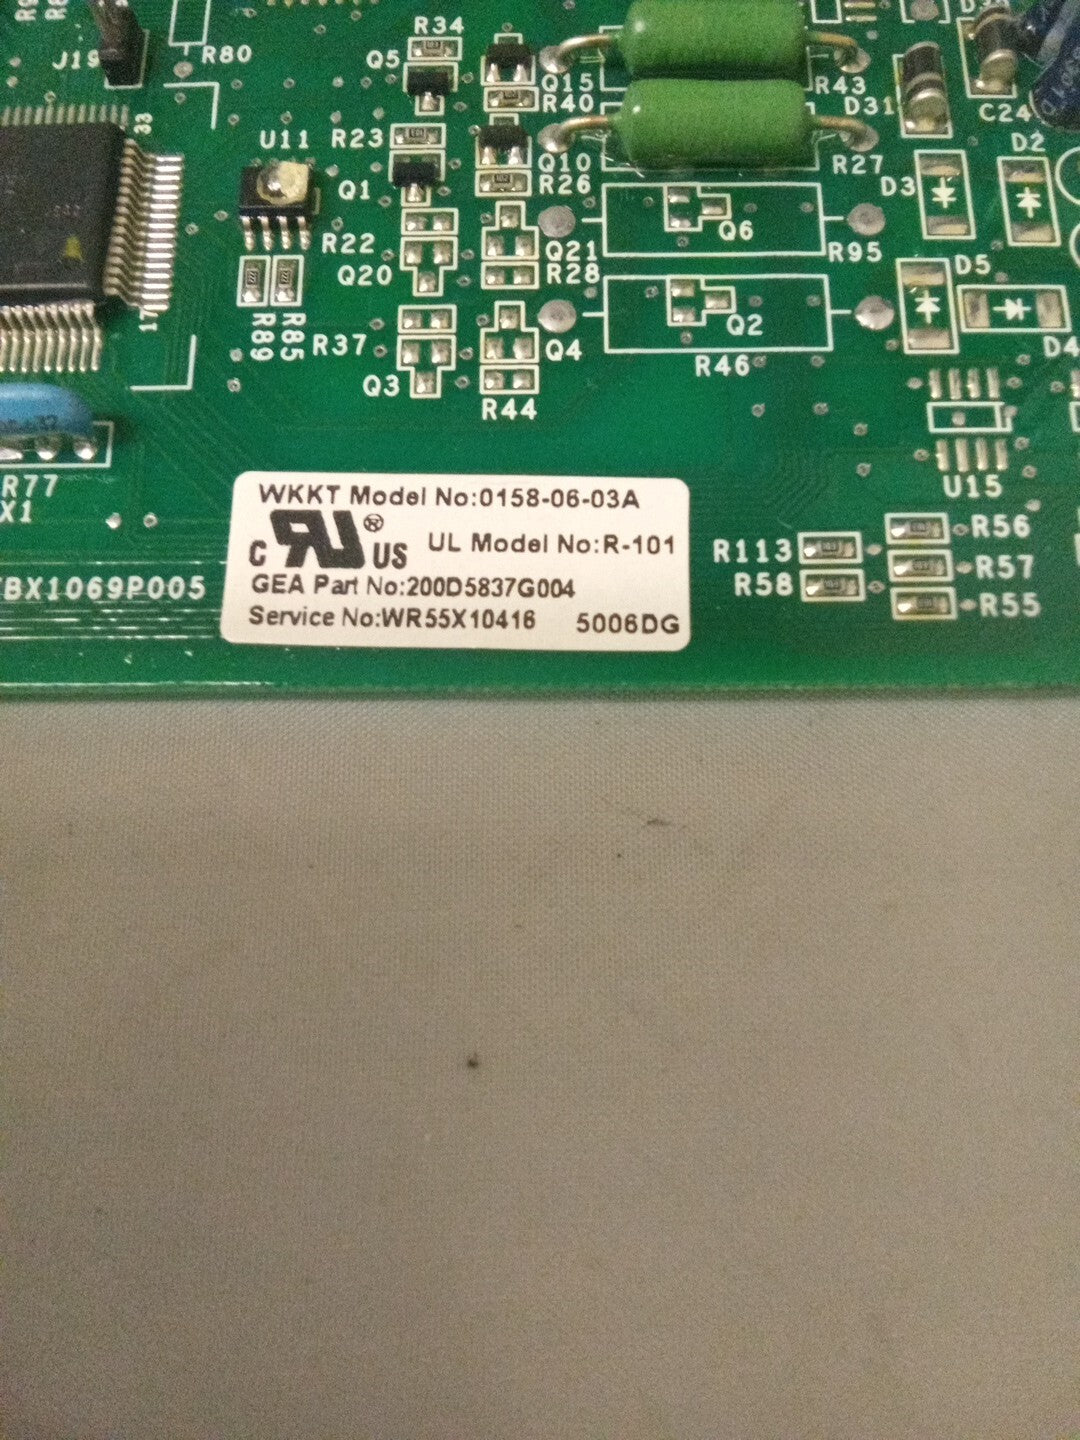 R34
J19
R80
Q5
Q15
R40
R43
D31
C24
33
U11
R23
Q10
R26
R27
D2
Q1
D3
Q6
R22
Q20
Q21
R28
R95
D5
17
R89
R85
R37
Q4
Q2
R46
D4
Q3
R44
R77
X1
U15
WKKT Model No:0158-06-03A
C RU ® US UL Model No:R-101
GEA Part No:200D5837G004
Service No:WR55X10416 5006DG
BX1069P005
R113
R56
R57
R58
R55